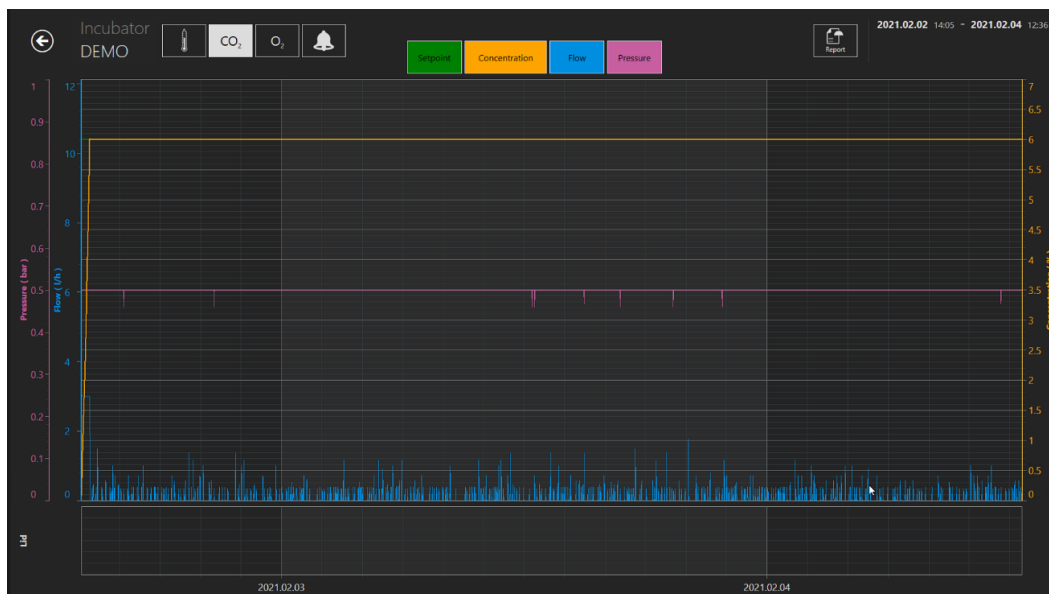 Incubator
DEMO
CO₂
O₂
Setpoint
Concentration
Flow
Pressure
Report
2021.02.02 14:05 - 2021.02.04 12:36
Pressure ( bar )
1
0.9
0.8
0.7
0.6
0.5
0.4
0.3
0.2
0.1
0
Flow ( l/h )
12
10
8
6
4
2
0
7
6.5
6
5.5
5
4.5
4
3.5
3
2.5
2
1.5
1
0.5
0
Lid
2021.02.03
2021.02.04